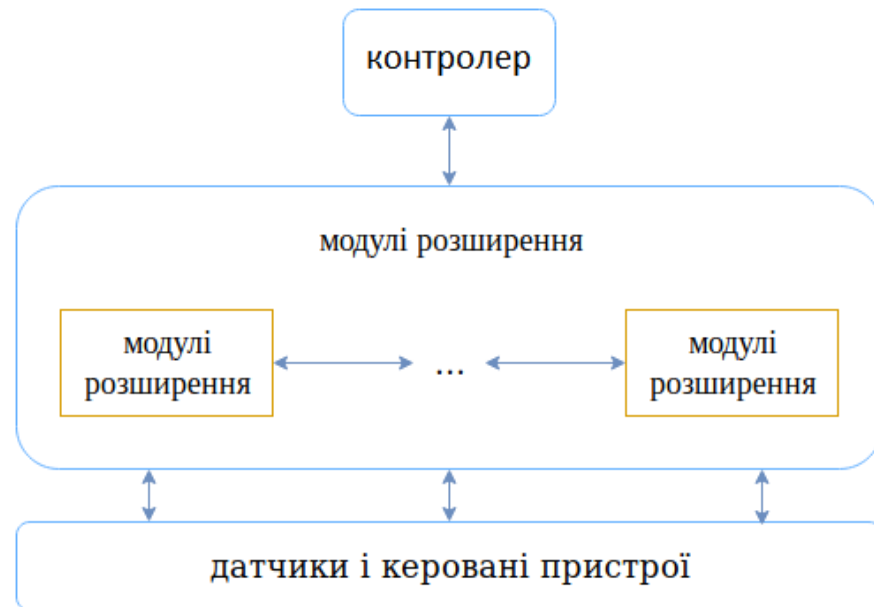 контролер
модулі розширення
модулі
розширення
...
модулі
розширення
датчики і керовані пристрої